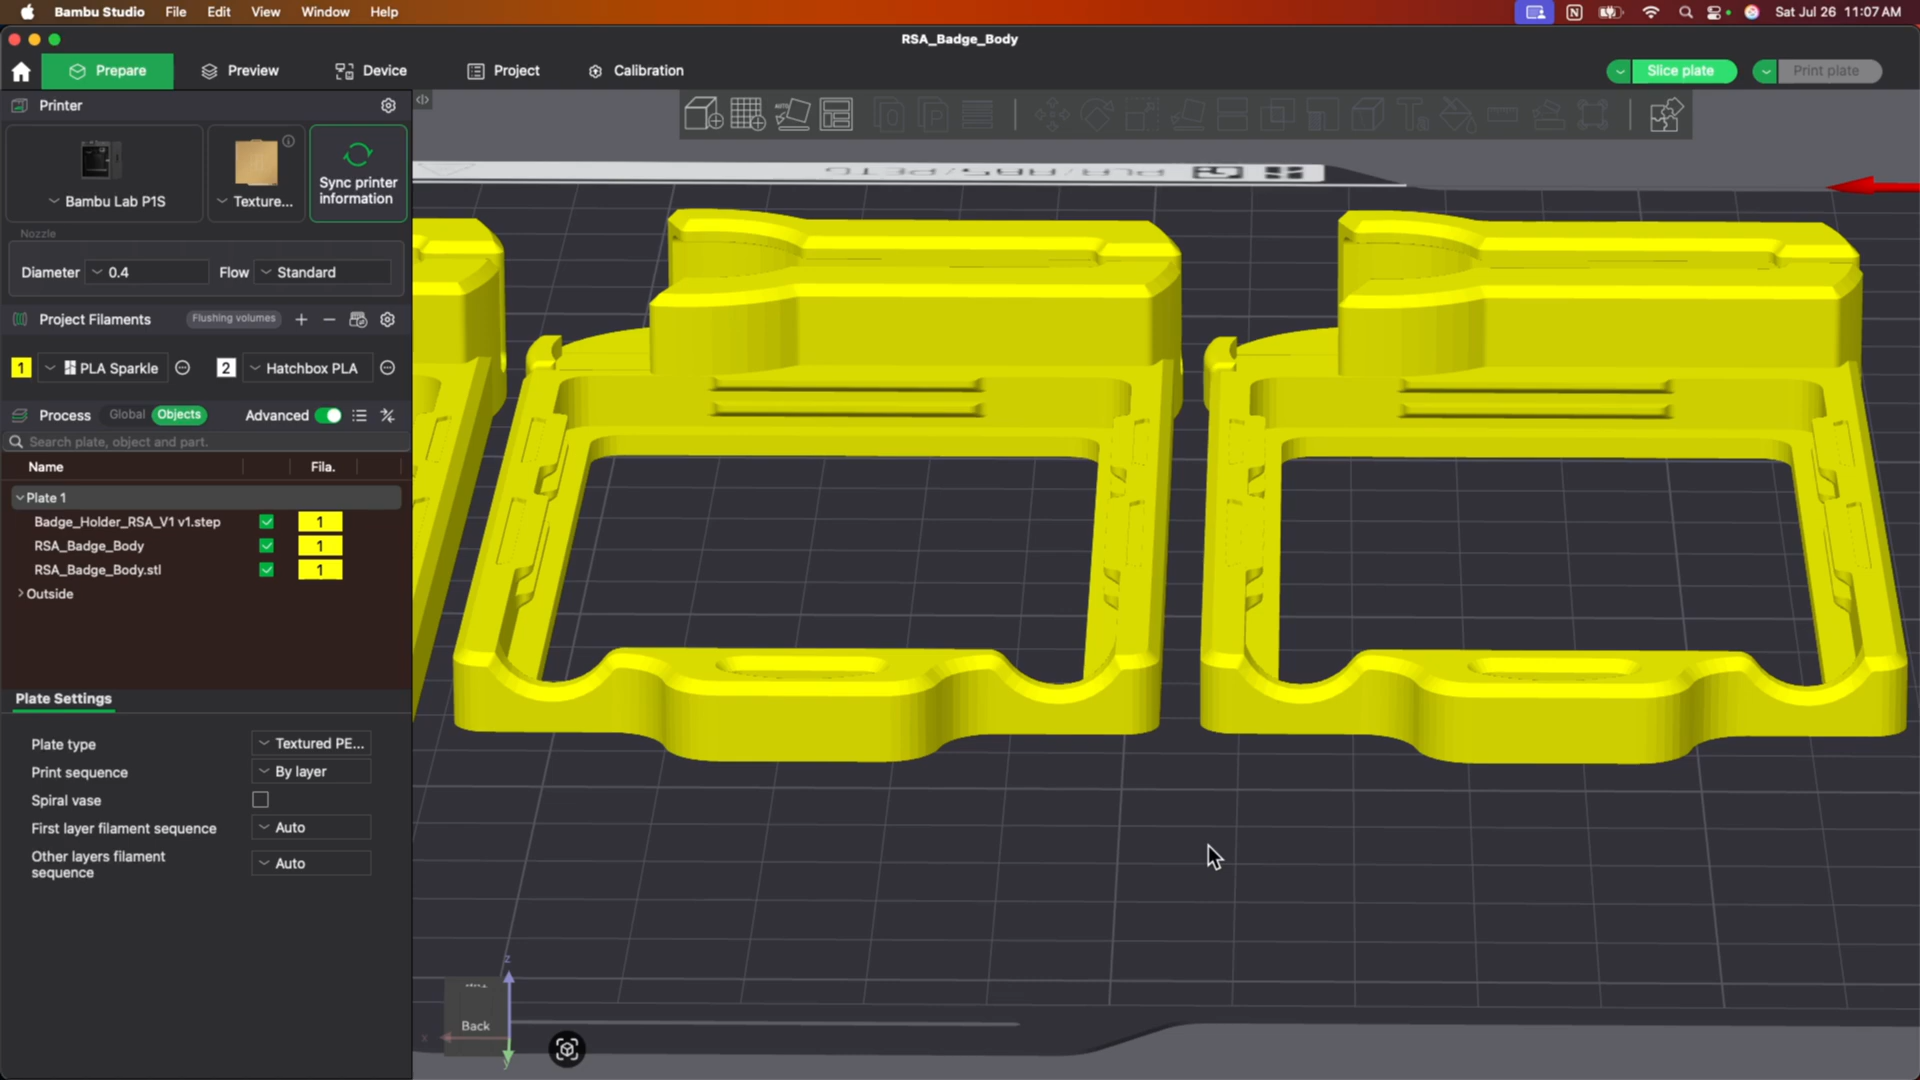 Bambu Studio File Edit View Window Help Sat Jul 26 11:07 AM
RSA_Badge_Body
Prepare Preview Device Project Calibration Slice plate Print plate
Printer
Bambu Lab P1S Texture... Sync printer information
Nozzle
Diameter 0.4 Flow Standard
Project Filaments Flushing volumes + −
1 PLA Sparkle 2 Hatchbox PLA
Process Global Objects Advanced
Search plate, object and part.
Name Fila.
Plate 1
Badge_Holder_RSA_V1 v1.step 1
RSA_Badge_Body 1
RSA_Badge_Body.stl 1
Outside
Plate Settings
Plate type Textured PE...
Print sequence By layer
Spiral vase
First layer filament sequence Auto
Other layers filament sequence Auto
z
Back
x
y